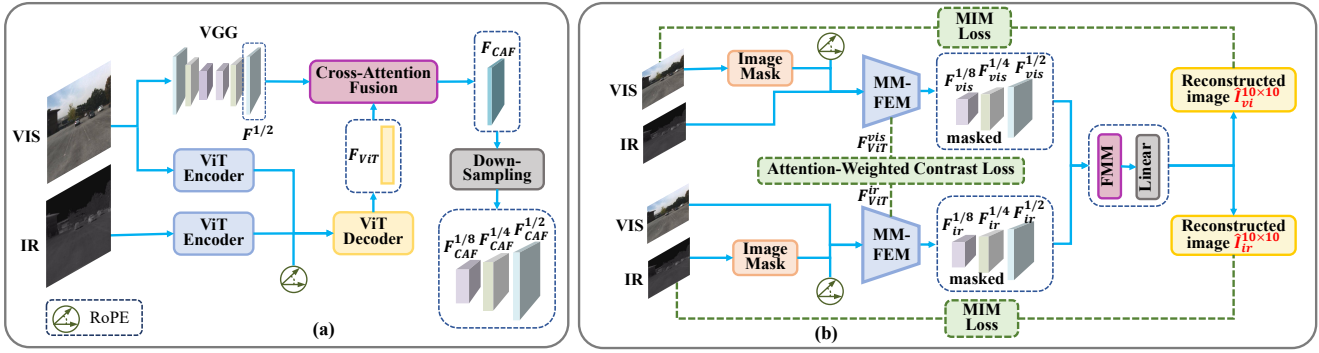 VGG
F^{1/2}
VIS
IR
ViT
Encoder
ViT
Encoder
Cross-Attention
Fusion
F_{ViT}
ViT
Decoder
F_{CAF}
Down-
Sampling
F_{CAF}^{1/8} F_{CAF}^{1/4} F_{CAF}^{1/2}
RoPE
(a)
MIM
Loss
VIS
IR
Image
Mask
MM-
FEM
F_{vis}^{1/8} F_{vis}^{1/4} F_{vis}^{1/2}
masked
F_{ViT}^{vis}
Attention-Weighted Contrast Loss
F_{ViT}^{ir}
VIS
IR
Image
Mask
MM-
FEM
F_{ir}^{1/8} F_{ir}^{1/4} F_{ir}^{1/2}
masked
FMM
Linear
Reconstructed
image Î_{vi}^{10×10}
Reconstructed
image Î_{ir}^{10×10}
MIM
Loss
(b)